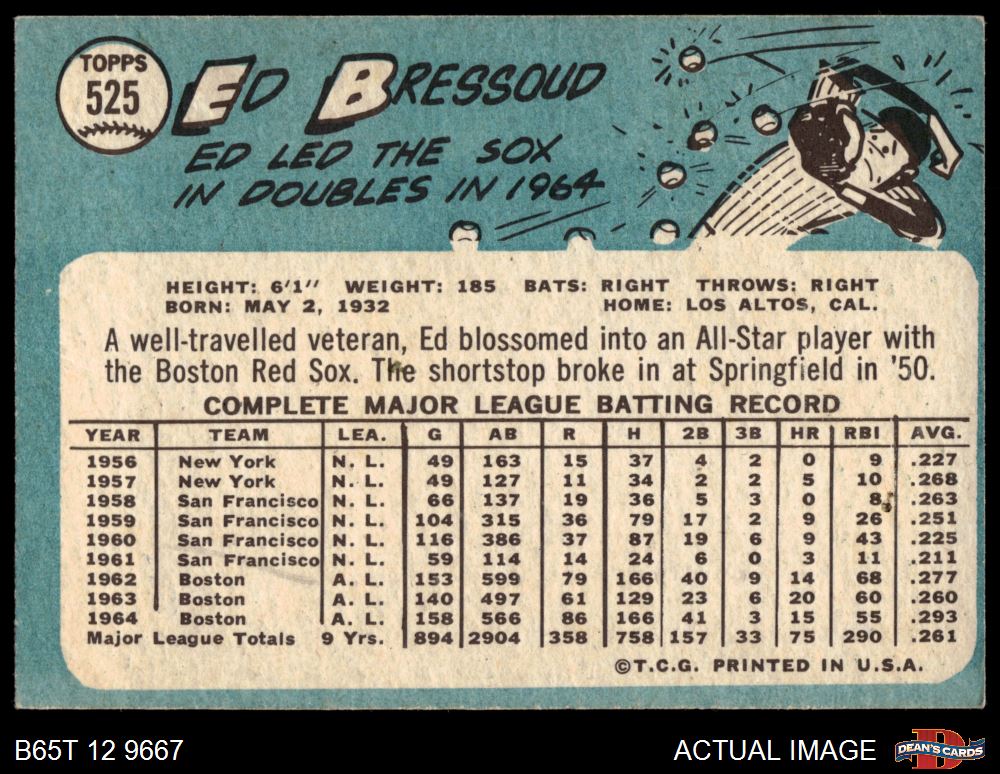 TOPPS
525
ED BRESSOUD
ED LED THE SOX
IN DOUBLES IN 1964
HEIGHT: 6'1" WEIGHT: 185 BATS: RIGHT THROWS: RIGHT
BORN: MAY 2, 1932 HOME: LOS ALTOS, CAL.
A well-travelled veteran, Ed blossomed into an All-Star player with
the Boston Red Sox. The shortstop broke in at Springfield in '50.
COMPLETE MAJOR LEAGUE BATTING RECORD
YEAR TEAM LEA. G AB R H 2B 3B HR RBI AVG.
1956 New York N. L. 49 163 15 37 4 2 0 9 .227
1957 New York N. L. 49 127 11 34 2 2 5 10 .268
1958 San Francisco N. L. 66 137 19 36 5 3 0 8 .263
1959 San Francisco N. L. 104 315 36 79 17 2 9 26 .251
1960 San Francisco N. L. 116 386 37 87 19 6 9 43 .225
1961 San Francisco N. L. 59 114 14 24 6 0 3 11 .211
1962 Boston A. L. 153 599 79 166 40 9 14 68 .277
1963 Boston A. L. 140 497 61 129 23 6 20 60 .260
1964 Boston A. L. 158 566 86 166 41 3 15 55 .293
Major League Totals 9 Yrs. 894 2904 358 758 157 33 75 290 .261
©T.C.G. PRINTED IN U.S.A.
B65T 12 9667 ACTUAL IMAGE DEAN'S CARDS